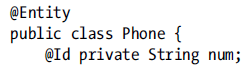 @Entity
public class Phone {
    @Id private String num;